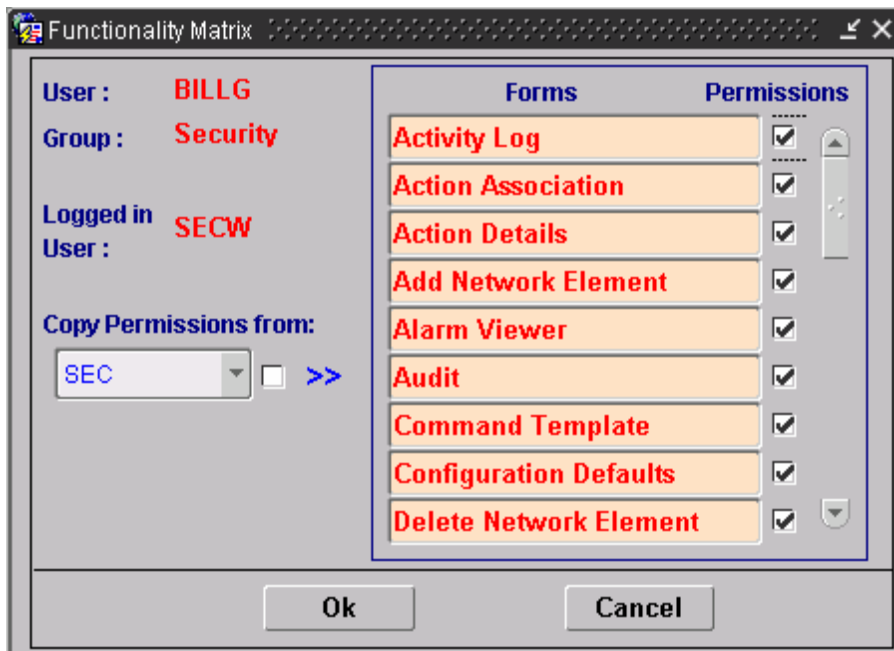 Functionality Matrix
User : BILLG
Group : Security
Logged in
User : SECW
Copy Permissions from:
SEC >>
Forms Permissions
Activity Log
Action Association
Action Details
Add Network Element
Alarm Viewer
Audit
Command Template
Configuration Defaults
Delete Network Element
Ok Cancel